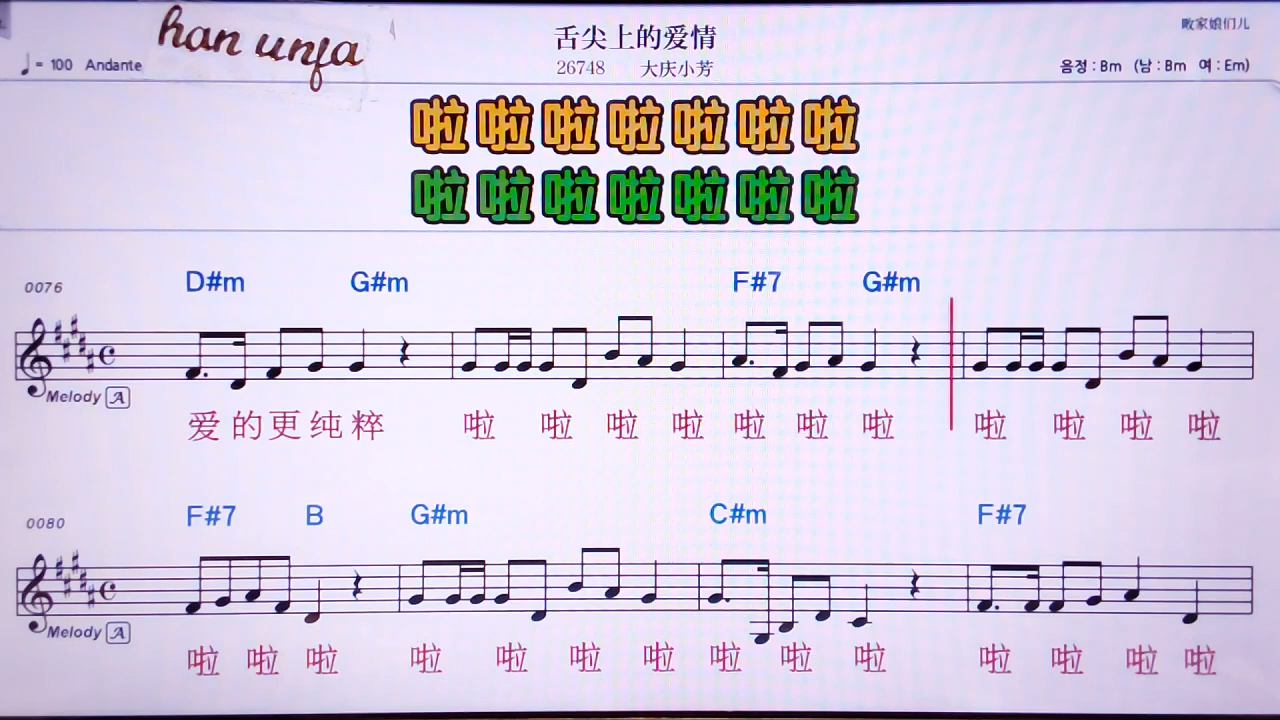 han unja
舌尖上的爱情
败家娘们儿
♩= 100 Andante
26748 大庆小芳
음정 : Bm (남 : Bm 여 : Em)
啦啦啦啦啦啦啦
啦啦啦啦啦啦啦
0076 D#m G#m F#7 G#m
Melody A
爱的更纯粹 啦 啦 啦 啦 啦 啦 啦 啦 啦 啦 啦
0080 F#7 B G#m C#m F#7
Melody A
啦 啦 啦 啦 啦 啦 啦 啦 啦 啦 啦 啦 啦 啦